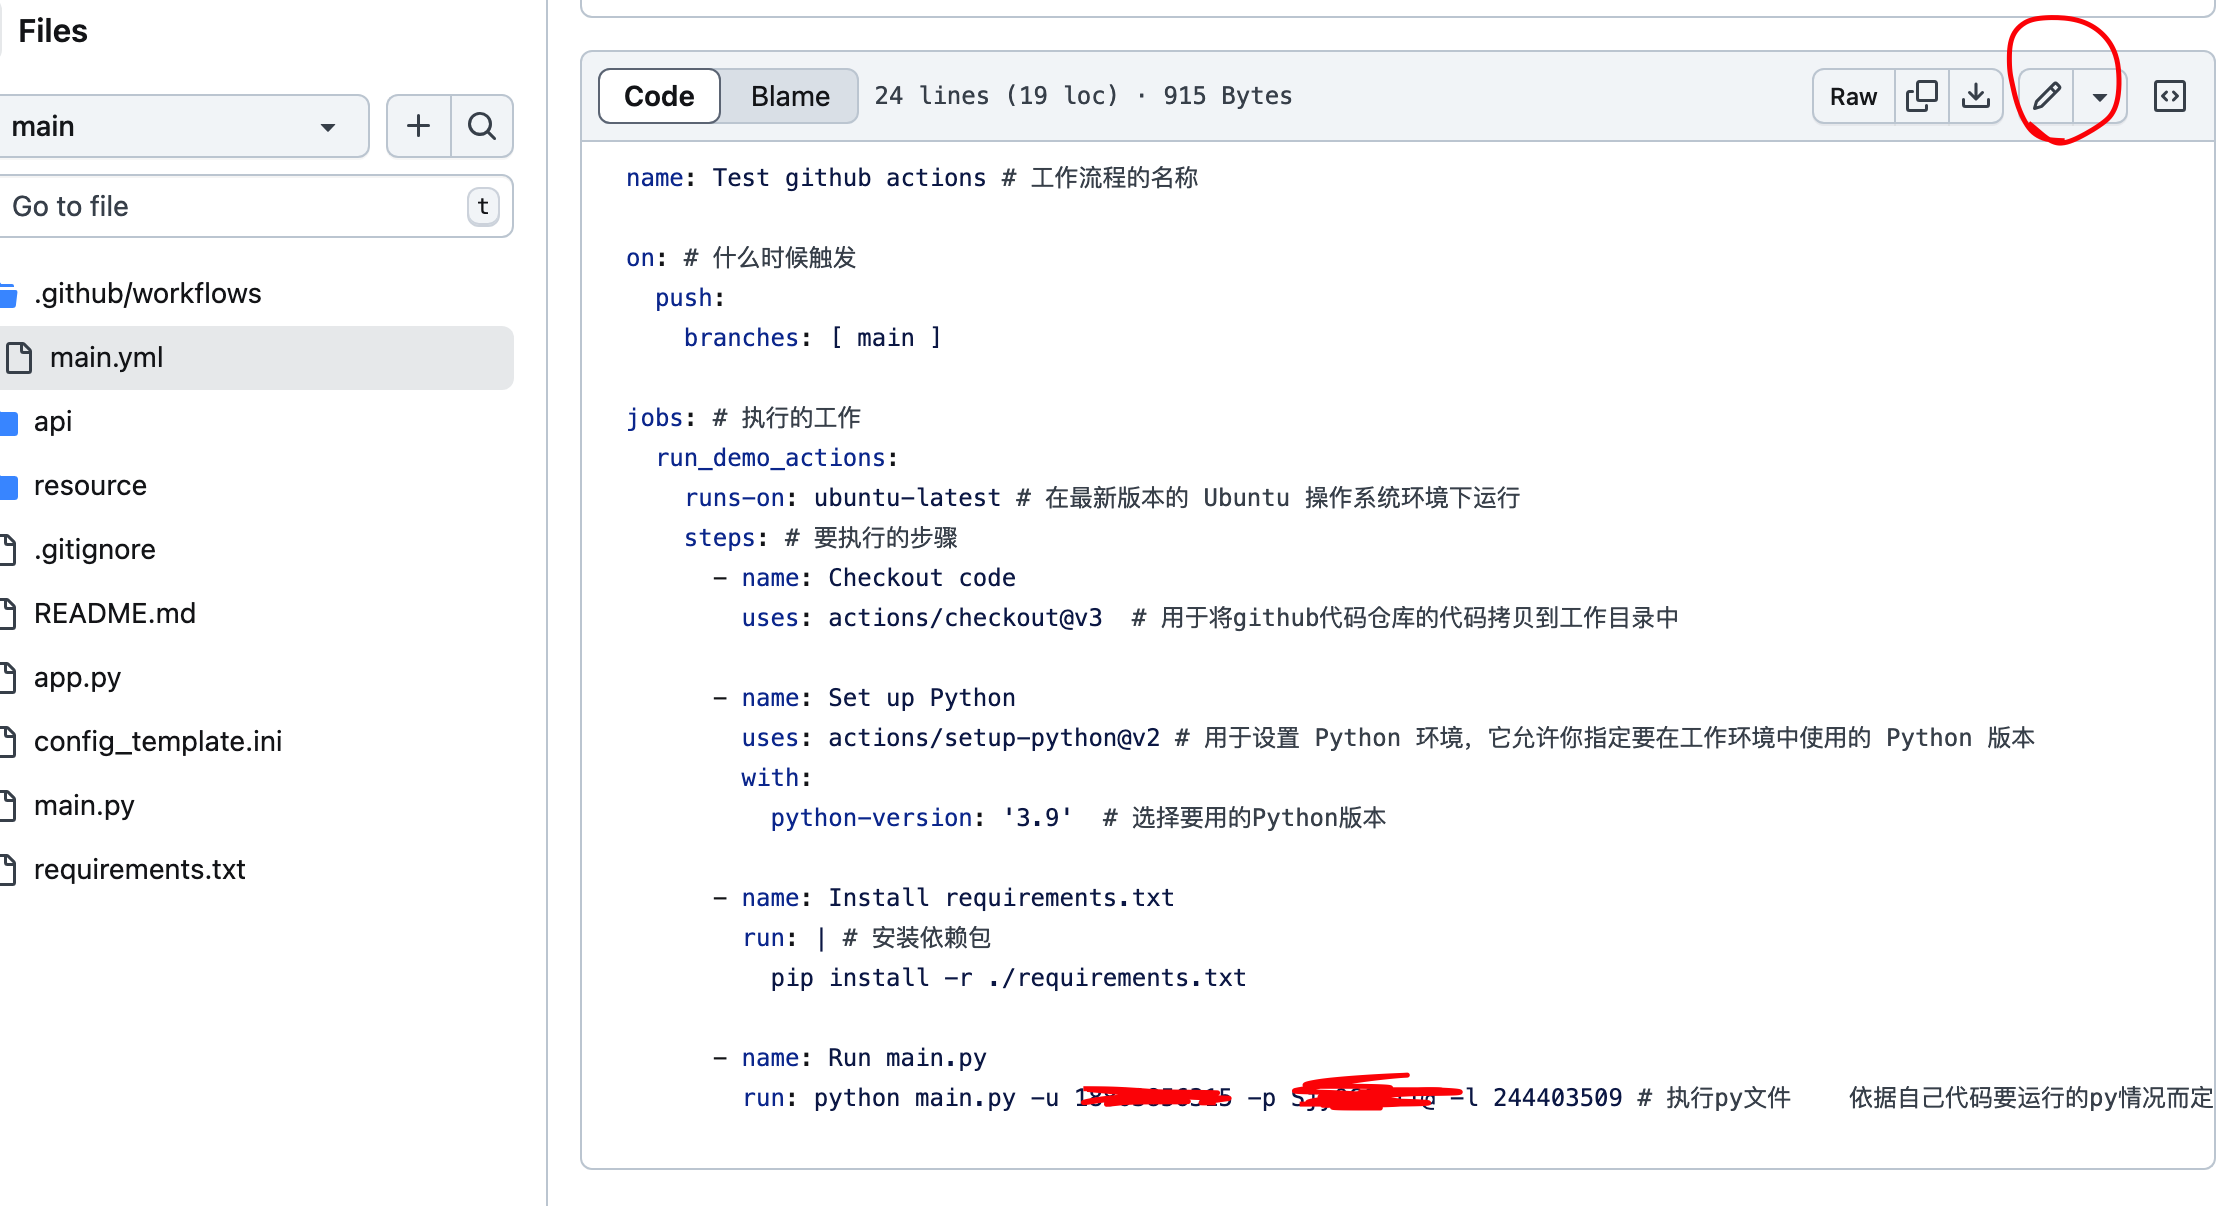 Files
main
Go to file
t
.github/workflows
main.yml
api
resource
.gitignore
README.md
app.py
config_template.ini
main.py
requirements.txt
Code Blame 24 lines (19 loc) · 915 Bytes Raw
name: Test github actions # 工作流程的名称
on: # 什么时候触发
push:
branches: [ main ]
jobs: # 执行的工作
run_demo_actions:
runs-on: ubuntu-latest # 在最新版本的 Ubuntu 操作系统环境下运行
steps: # 要执行的步骤
- name: Checkout code
uses: actions/checkout@v3 # 用于将github代码仓库的代码拷贝到工作目录中
- name: Set up Python
uses: actions/setup-python@v2 # 用于设置 Python 环境，它允许你指定要在工作环境中使用的 Python 版本
with:
python-version: '3.9' # 选择要用的Python版本
- name: Install requirements.txt
run: | # 安装依赖包
pip install -r ./requirements.txt
- name: Run main.py
run: python main.py -u -p -l 244403509 # 执行py文件 依据自己代码要运行的py情况而定